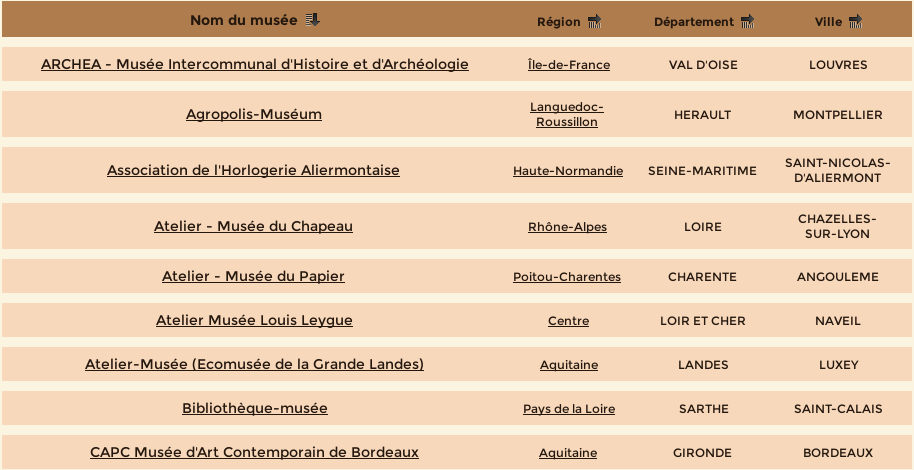 Nom du musée Région Département Ville
ARCHEA - Musée Intercommunal d'Histoire et d'Archéologie Île-de-France VAL D'OISE LOUVRES
Agropolis-Muséum Languedoc-
Roussillon HERAULT MONTPELLIER
Association de l'Horlogerie Aliermontaise Haute-Normandie SEINE-MARITIME SAINT-NICOLAS-
D'ALIERMONT
Atelier - Musée du Chapeau Rhône-Alpes LOIRE CHAZELLES-
SUR-LYON
Atelier - Musée du Papier Poitou-Charentes CHARENTE ANGOULEME
Atelier Musée Louis Leygue Centre LOIR ET CHER NAVEIL
Atelier-Musée (Ecomusée de la Grande Landes) Aquitaine LANDES LUXEY
Bibliothèque-musée Pays de la Loire SARTHE SAINT-CALAIS
CAPC Musée d'Art Contemporain de Bordeaux Aquitaine GIRONDE BORDEAUX